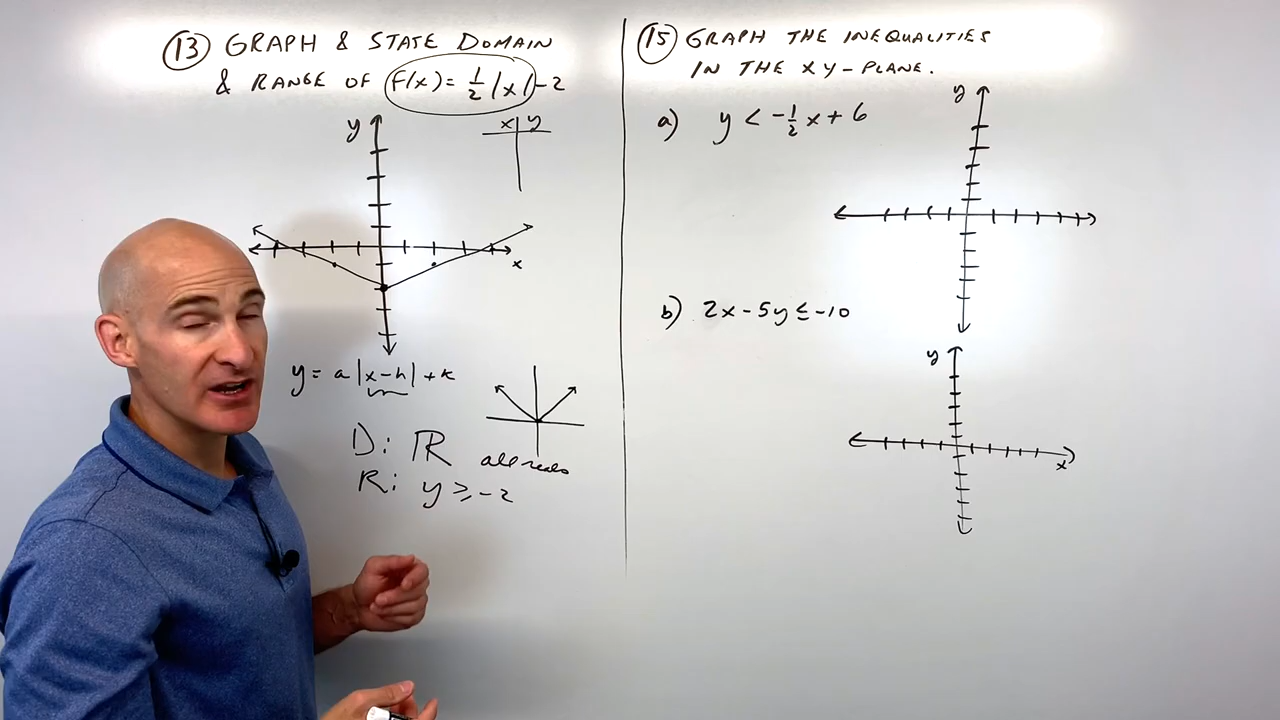 13 GRAPH & STATE DOMAIN
& RANGE OF f(x) = 1/2 |x| - 2
y
x y
x
y = a |x-h| + k
D: ℝ all reals
R: y ≥ -2
15 GRAPH THE INEQUALITIES
IN THE XY-PLANE.
a) y < -1/2 x + 6
y
b) 2x - 5y ≤ -10
y
x